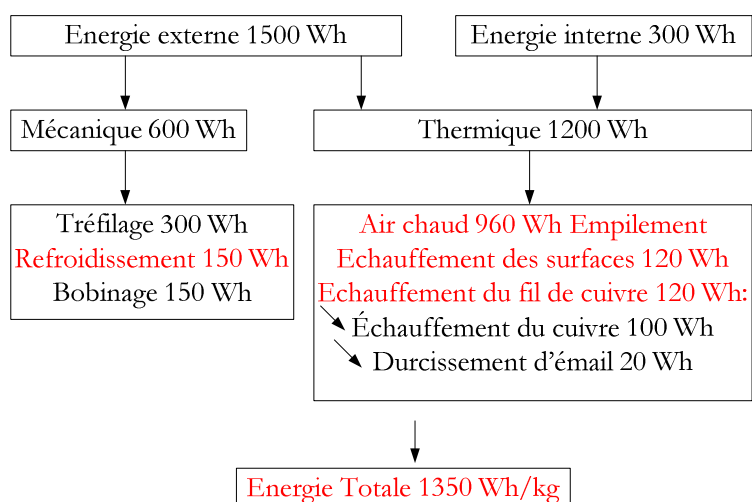 Energie externe 1500 Wh
Energie interne 300 Wh
Mécanique 600 Wh
Thermique 1200 Wh
Tréfilage 300 Wh
Refroidissement 150 Wh
Bobinage 150 Wh
Air chaud 960 Wh Empilement
Echauffement des surfaces 120 Wh
Echauffement du fil de cuivre 120 Wh:
Échauffement du cuivre 100 Wh
Durcissement d’émail 20 Wh
Energie Totale 1350 Wh/kg